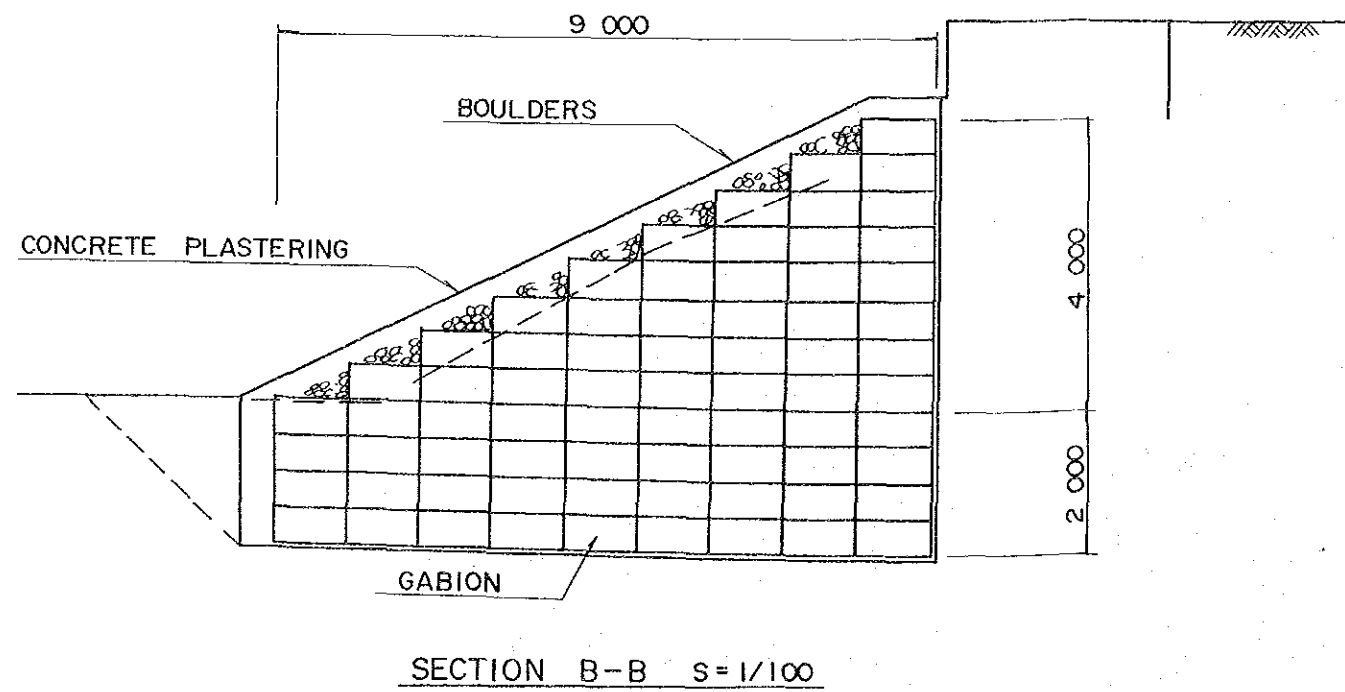 9 000
BOULDERS
CONCRETE PLASTERING
4 000
2 000
GABION
SECTION B-B S=1/100